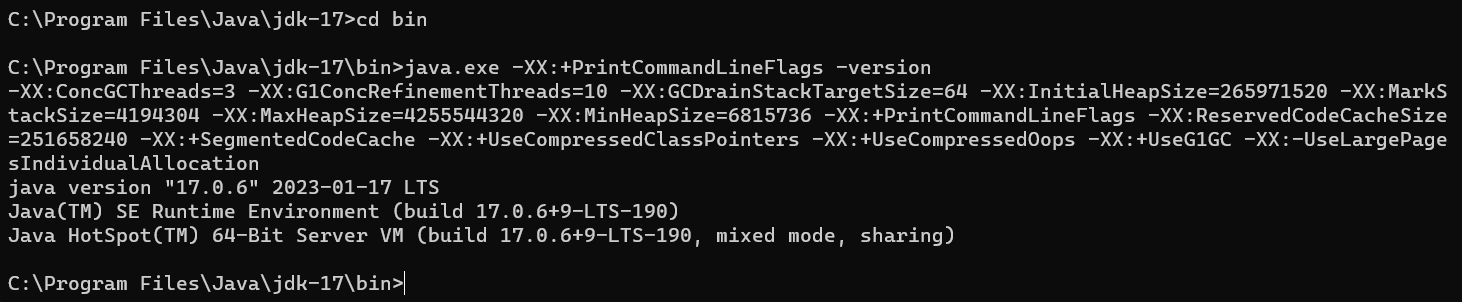 C:\Program Files\Java\jdk-17>cd bin
C:\Program Files\Java\jdk-17\bin>java.exe -XX:+PrintCommandLineFlags -version
-XX:ConcGCThreads=3 -XX:G1ConcRefinementThreads=10 -XX:GCDrainStackTargetSize=64 -XX:InitialHeapSize=265971520 -XX:MarkS
tackSize=4194304 -XX:MaxHeapSize=4255544320 -XX:MinHeapSize=6815736 -XX:+PrintCommandLineFlags -XX:ReservedCodeCacheSize
=251658240 -XX:+SegmentedCodeCache -XX:+UseCompressedClassPointers -XX:+UseCompressedOops -XX:+UseG1GC -XX:-UseLargePage
sIndividualAllocation
java version "17.0.6" 2023-01-17 LTS
Java(TM) SE Runtime Environment (build 17.0.6+9-LTS-190)
Java HotSpot(TM) 64-Bit Server VM (build 17.0.6+9-LTS-190, mixed mode, sharing)
C:\Program Files\Java\jdk-17\bin>